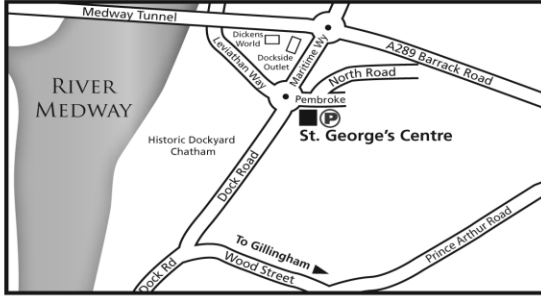 Medway Tunnel
Dickens
World
Dockside
Outlet
Leviathan Way
Maritime Wy
A289 Barrack Road
North Road
Pembroke
RIVER
MEDWAY
P
St. George's Centre
Historic Dockyard
Chatham
Dock Road
To Gillingham
Wood Street
Prince Arthur Road
Dock Rd